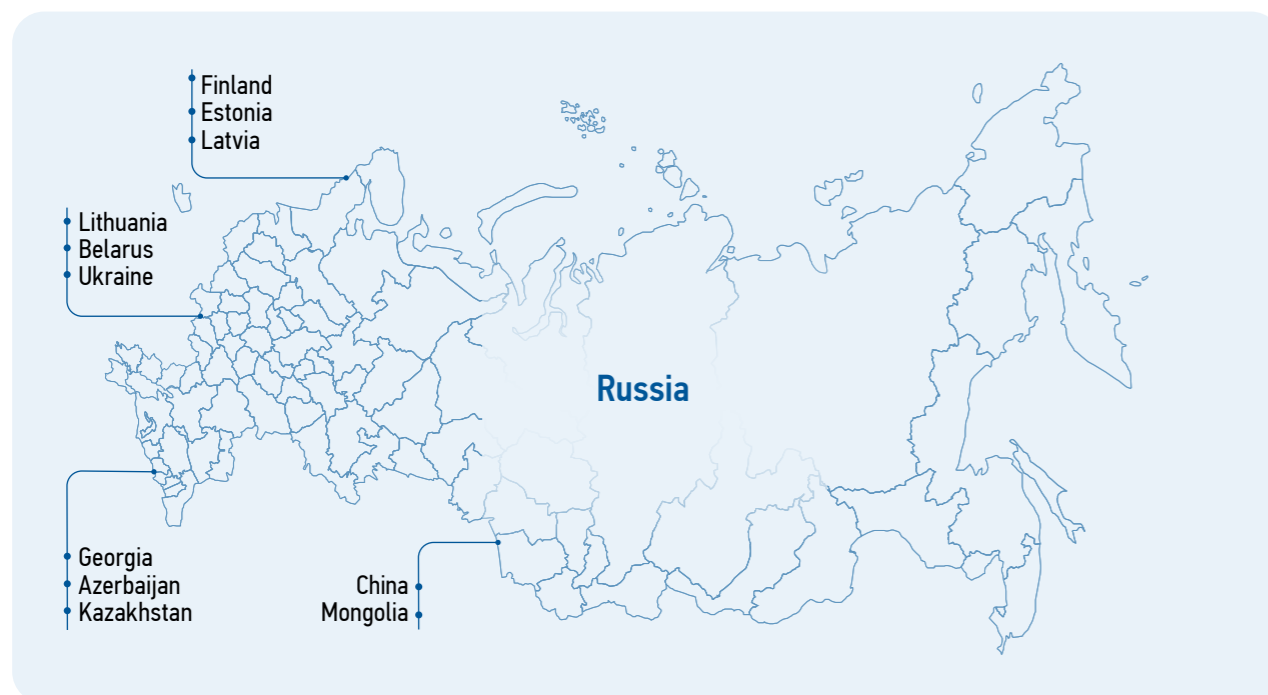 Finland
Estonia
Latvia
Lithuania
Belarus
Ukraine
Russia
Georgia
Azerbaijan
Kazakhstan
China
Mongolia